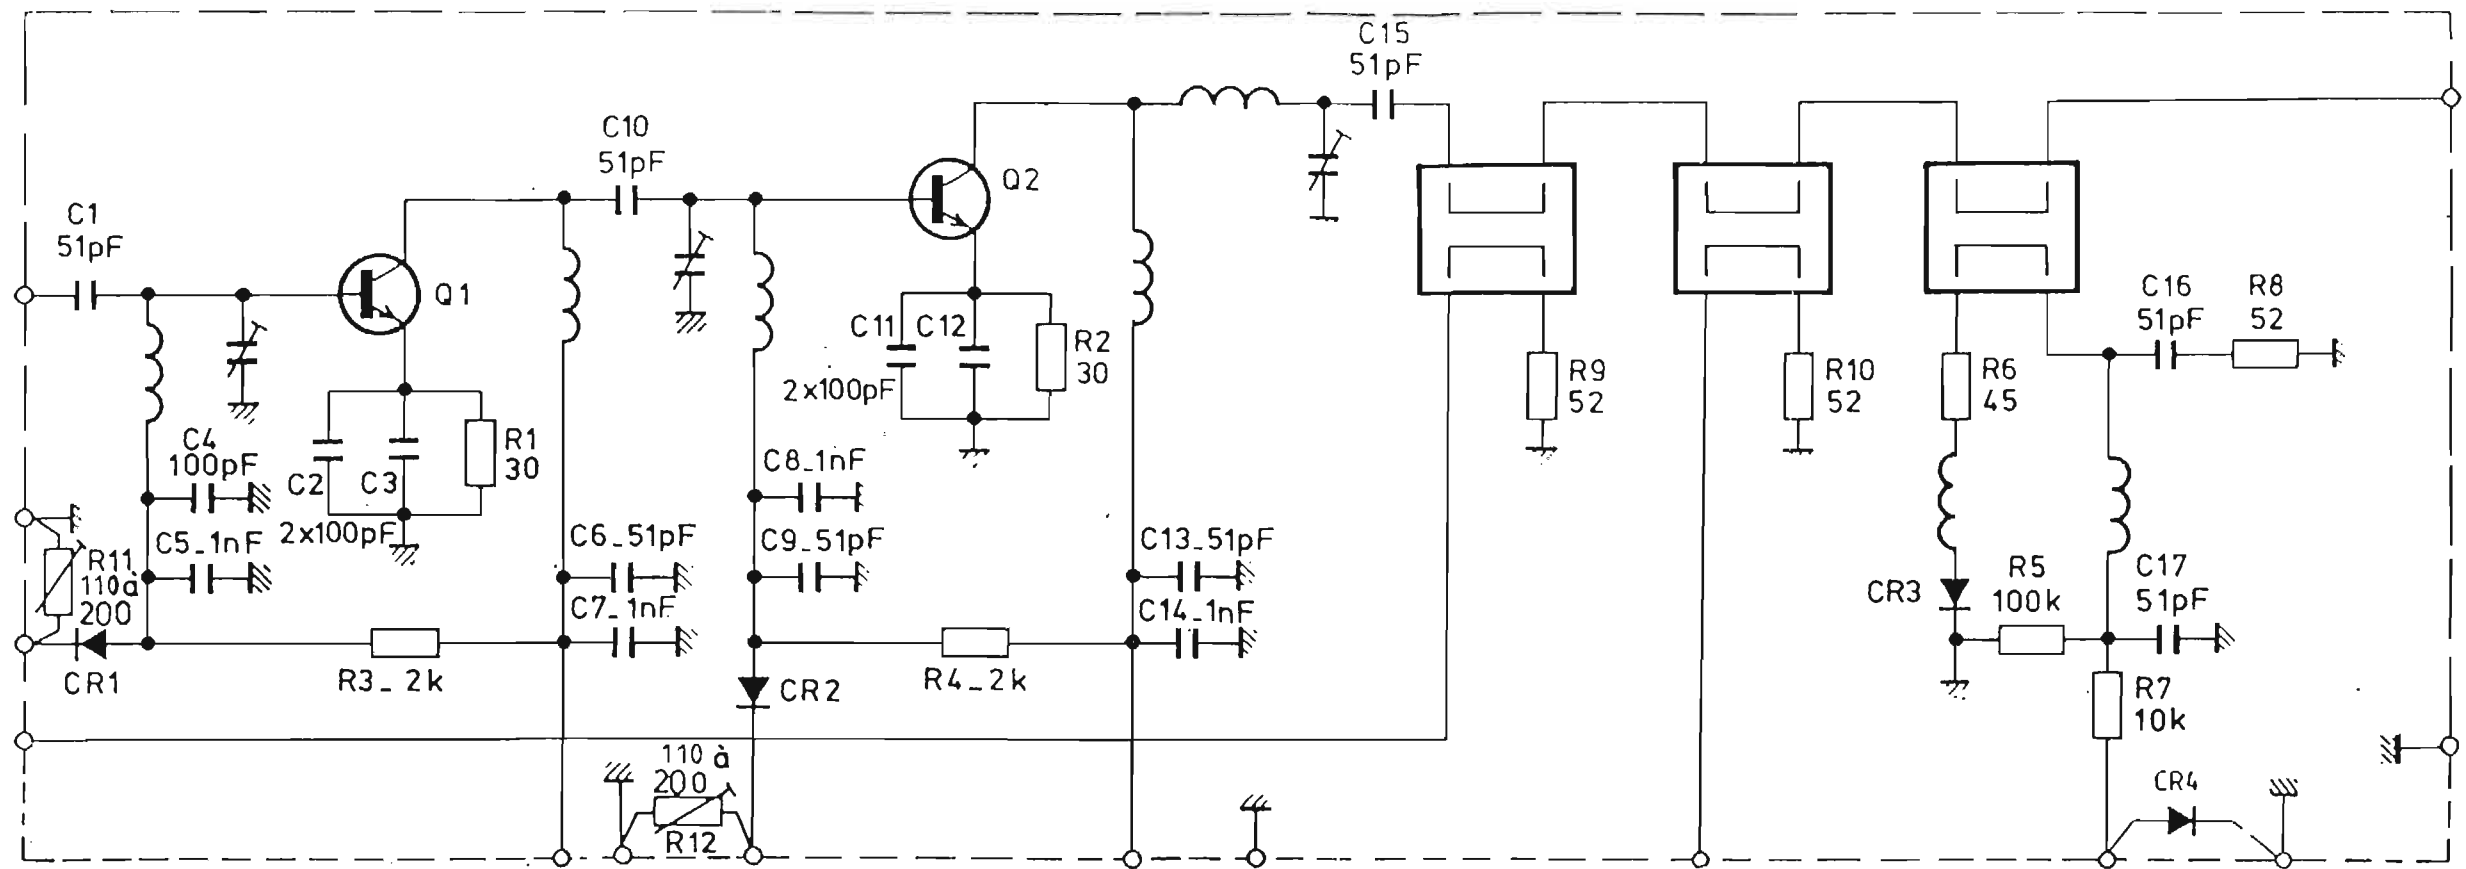 C15
51pF
C10
51pF
Q2
C1
51pF
Q1
C11
C12
R2
30
2x100pF
C16
51pF
R8
52
R9
52
R10
52
R6
45
C4
100pF
R1
30
C2
C3
2x100pF
C8_1nF
C5_1nF
C6_51pF
C9_51pF
C13_51pF
R11
110à
200
C7_1nF
C14_1nF
CR3
R5
100k
C17
51pF
CR1
R3_2k
CR2
R4_2k
R7
10k
110 à
200
R12
CR4